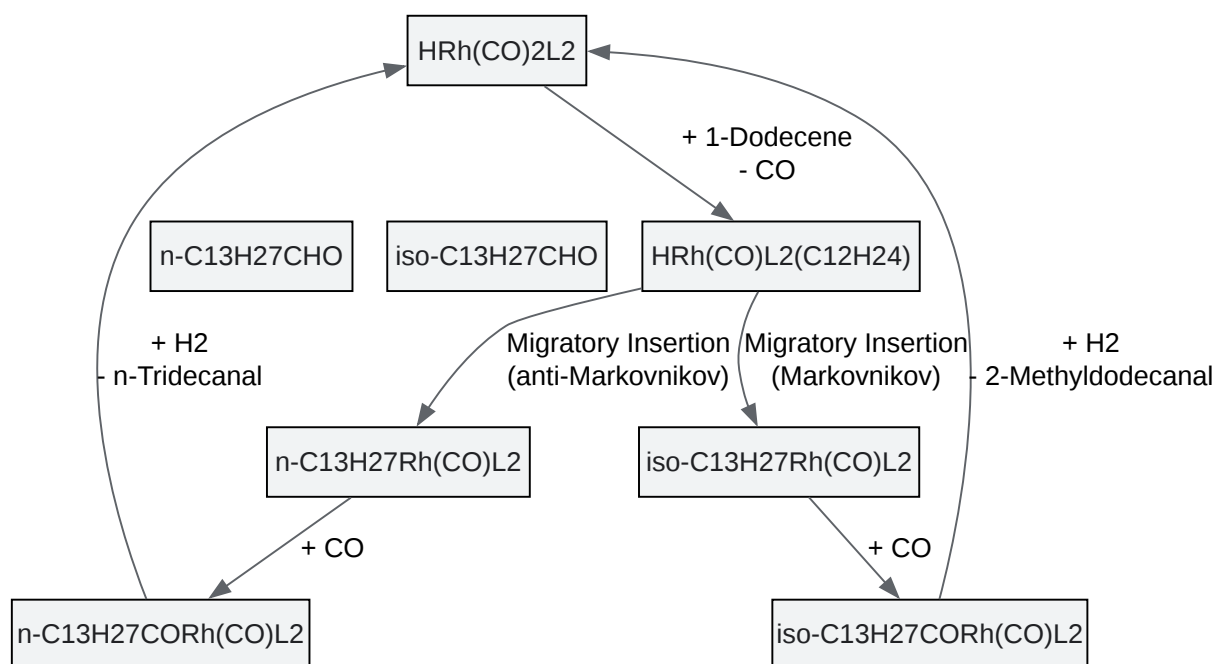 HRh(CO)2L2
+ 1-Dodecene
- CO
n-C13H27CHO
iso-C13H27CHO
HRh(CO)L2(C12H24)
+ H2
- n-Tridecanal
Migratory Insertion
(anti-Markovnikov)
Migratory Insertion
(Markovnikov)
+ H2
- 2-Methyldodecanal
n-C13H27Rh(CO)L2
iso-C13H27Rh(CO)L2
+ CO
+ CO
n-C13H27CORh(CO)L2
iso-C13H27CORh(CO)L2